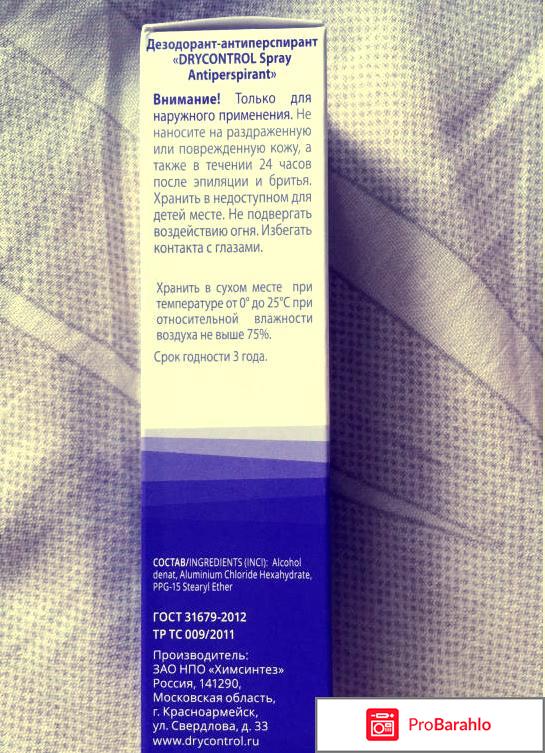 Дезодорант-антиперспирант
«DRYCONTROL Spray
Antiperspirant»
Внимание! Только для
наружного применения. Не
наносите на раздраженную
или поврежденную кожу, а
также в течении 24 часов
после эпиляции и бритья.
Хранить в недоступном для
детей месте. Не подвергать
воздействию огня. Избегать
контакта с глазами.
Хранить в сухом месте при
температуре от 0° до 25°С при
относительной влажности
воздуха не выше 75%.
Срок годности 3 года.
СОСТАВ/INGREDIENTS (INCI): Alcohol
denat, Aluminium Chloride Hexahydrate,
PPG-15 Stearyl Ether
ГОСТ 31679-2012
ТР ТС 009/2011
Производитель:
ЗАО НПО «Химсинтез»
Россия, 141290,
Московская область,
г. Красноармейск,
ул. Свердлова, д. 33
www.drycontrol.ru
ProBarahlo